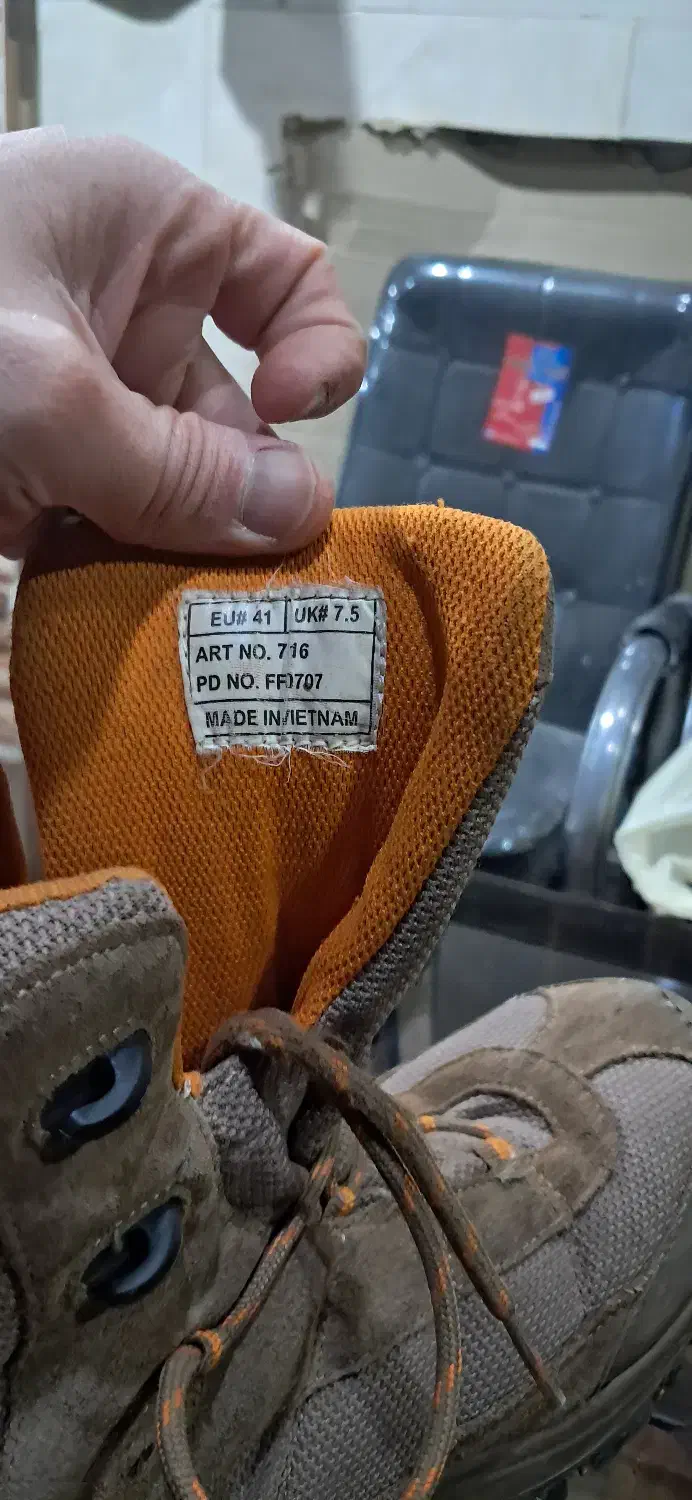 EU# 41 UK# 7.5
ART NO. 716
PD NO. FF0707
MADE IN VIETNAM